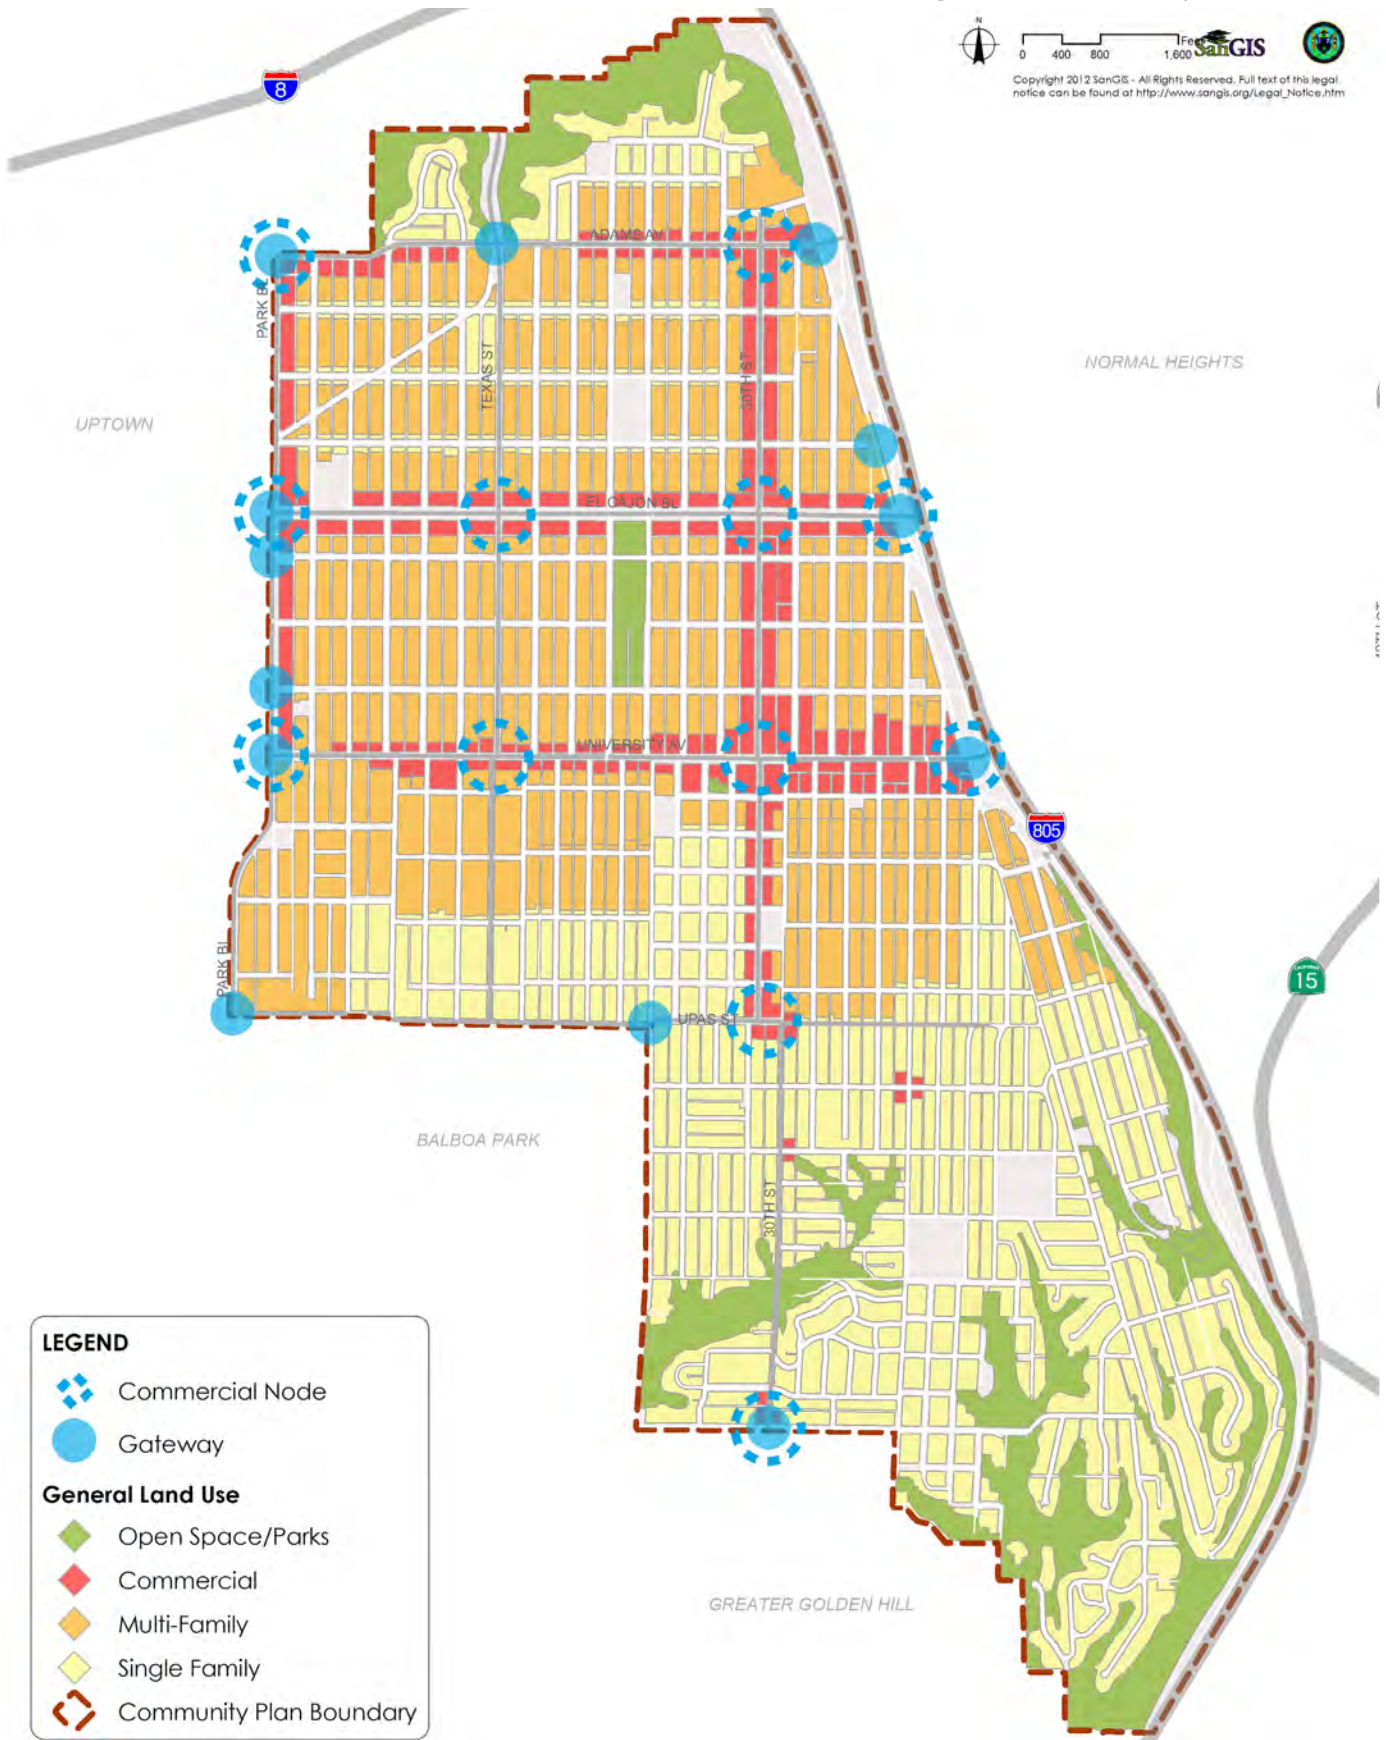 N
0 400 800 1,600
SanGIS
Copyright 2012 SanGIS - All Rights Reserved. Full text of this legal
notice can be found at http://www.sangis.org/Legal_Notice.htm
8
ADAMS AV
PARK BL
TEXAS ST
30TH ST
NORMAL HEIGHTS
UPTOWN
EL CAJON BL
UNIVERSITY AV
805
PARK BL
15
UPAS ST
BALBOA PARK
30TH ST
LEGEND
Commercial Node
Gateway
General Land Use
Open Space/Parks
Commercial
Multi-Family
Single Family
Community Plan Boundary
GREATER GOLDEN HILL